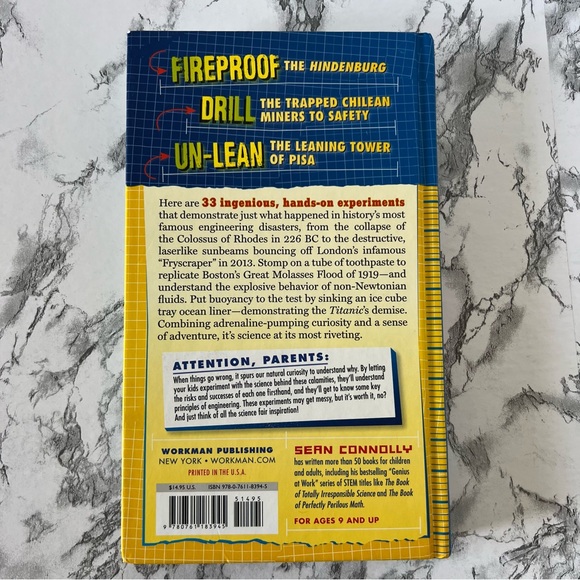 FIREPROOF THE HINDENBURG
DRILL THE TRAPPED CHILEAN
MINERS TO SAFETY
UN-LEAN THE LEANING TOWER
OF PISA
Here are 33 ingenious, hands-on experiments
that demonstrate just what happened in history's most
famous engineering disasters, from the collapse of
the Colossus of Rhodes in 226 BC to the destructive,
laserlike sunbeams bouncing off London's infamous
"Fryscraper" in 2013. Stomp on a tube of toothpaste to
replicate Boston's Great Molasses Flood of 1919—and
understand the explosive behavior of non-Newtonian
fluids. Put buoyancy to the test by sinking an ice cube
tray ocean liner—demonstrating the Titanic's demise.
Combining adrenaline-pumping curiosity and a sense
of adventure, it's science at its most riveting.
ATTENTION, PARENTS:
When things go wrong, it spurs our natural curiosity to understand why. By letting
your kids experiment with the science behind these calamities, they'll understand
the risks and successes of each one firsthand, and they'll get to know some key
principles of engineering. These experiments may get messy, but it's worth it, no?
And just think of all the science fair inspiration!
WORKMAN PUBLISHING
NEW YORK • WORKMAN.COM
PRINTED IN THE U.S.A.
$14.95 U.S. ISBN 978-0-7611-8394-5
51495
9 780761 183945
SEAN CONNOLLY
has written more than 50 books for children
and adults, including his bestselling "Genius
at Work" series of STEM titles like The Book
of Totally Irresponsible Science and The Book
of Perfectly Perilous Math.
FOR AGES 9 AND UP